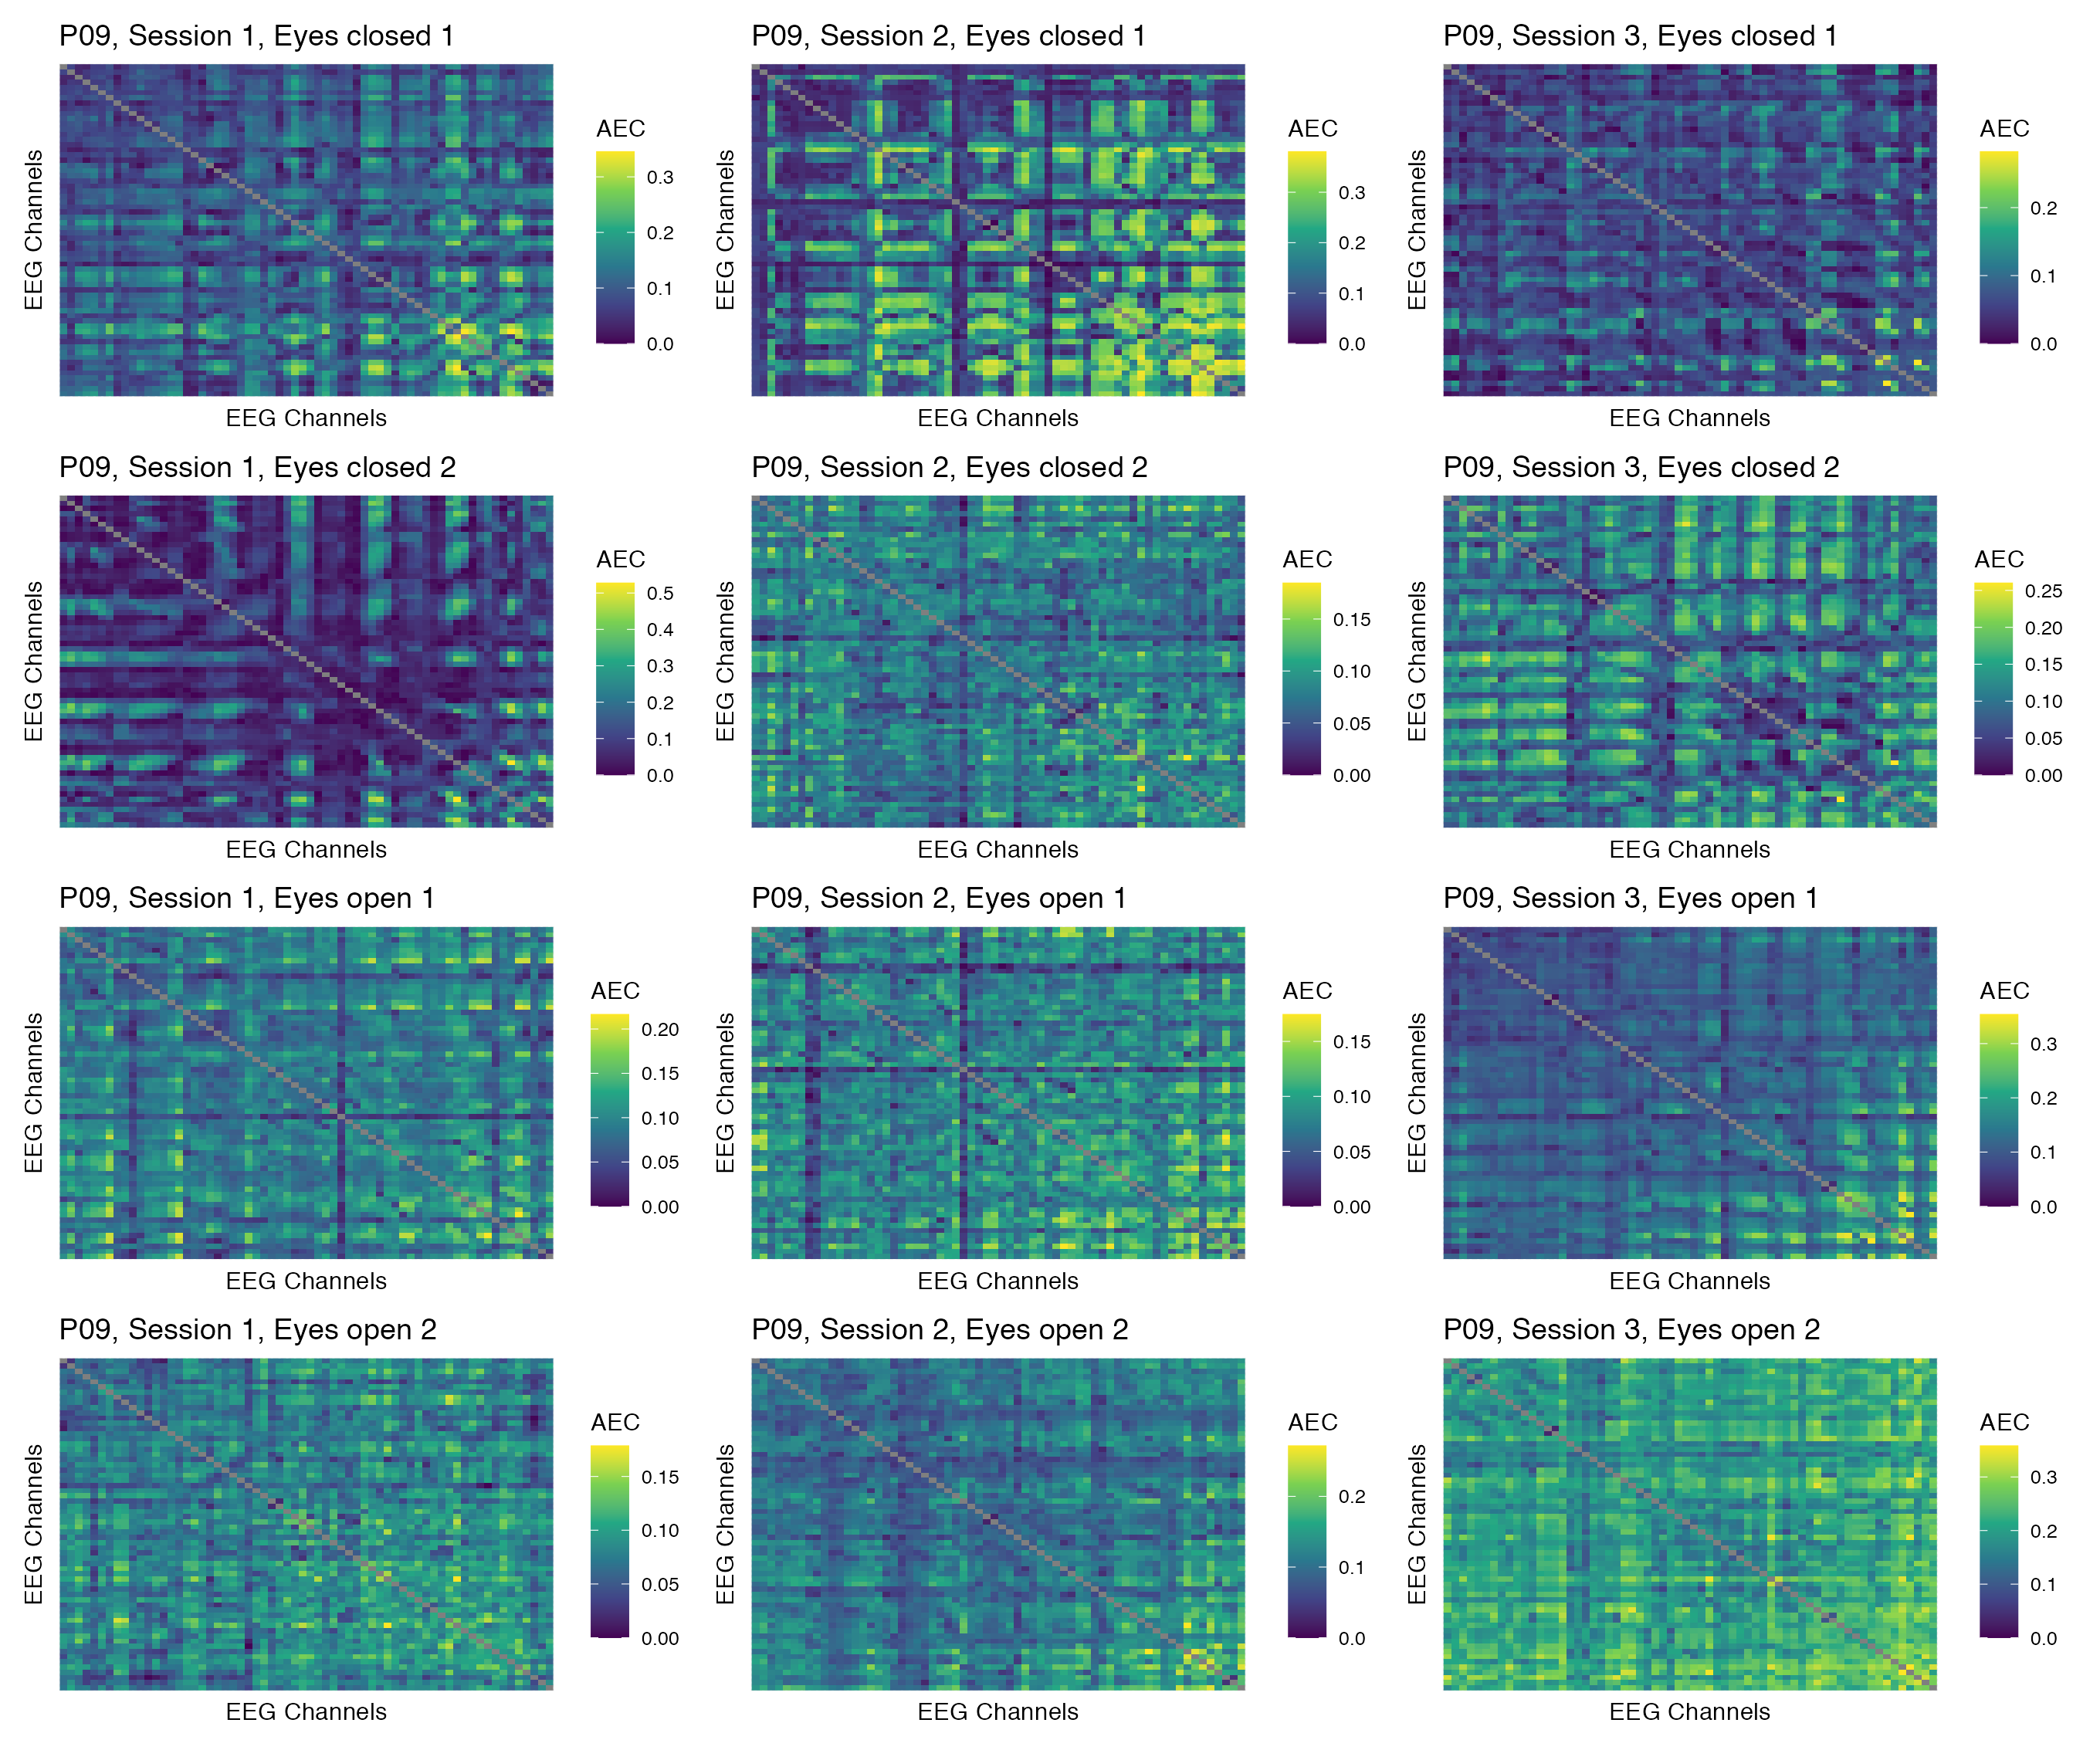 P09, Session 1, Eyes closed 1
EEG Channels
EEG Channels
AEC
0.3
0.2
0.1
0.0
P09, Session 2, Eyes closed 1
EEG Channels
EEG Channels
AEC
0.3
0.2
0.1
0.0
P09, Session 3, Eyes closed 1
EEG Channels
EEG Channels
AEC
0.2
0.1
0.0
P09, Session 1, Eyes closed 2
EEG Channels
EEG Channels
AEC
0.5
0.4
0.3
0.2
0.1
0.0
P09, Session 2, Eyes closed 2
EEG Channels
EEG Channels
AEC
0.15
0.10
0.05
0.00
P09, Session 3, Eyes closed 2
EEG Channels
EEG Channels
AEC
0.25
0.20
0.15
0.10
0.05
0.00
P09, Session 1, Eyes open 1
EEG Channels
EEG Channels
AEC
0.20
0.15
0.10
0.05
0.00
P09, Session 2, Eyes open 1
EEG Channels
EEG Channels
AEC
0.15
0.10
0.05
0.00
P09, Session 3, Eyes open 1
EEG Channels
EEG Channels
AEC
0.3
0.2
0.1
0.0
P09, Session 1, Eyes open 2
EEG Channels
EEG Channels
AEC
0.15
0.10
0.05
0.00
P09, Session 2, Eyes open 2
EEG Channels
EEG Channels
AEC
0.2
0.1
0.0
P09, Session 3, Eyes open 2
EEG Channels
EEG Channels
AEC
0.3
0.2
0.1
0.0